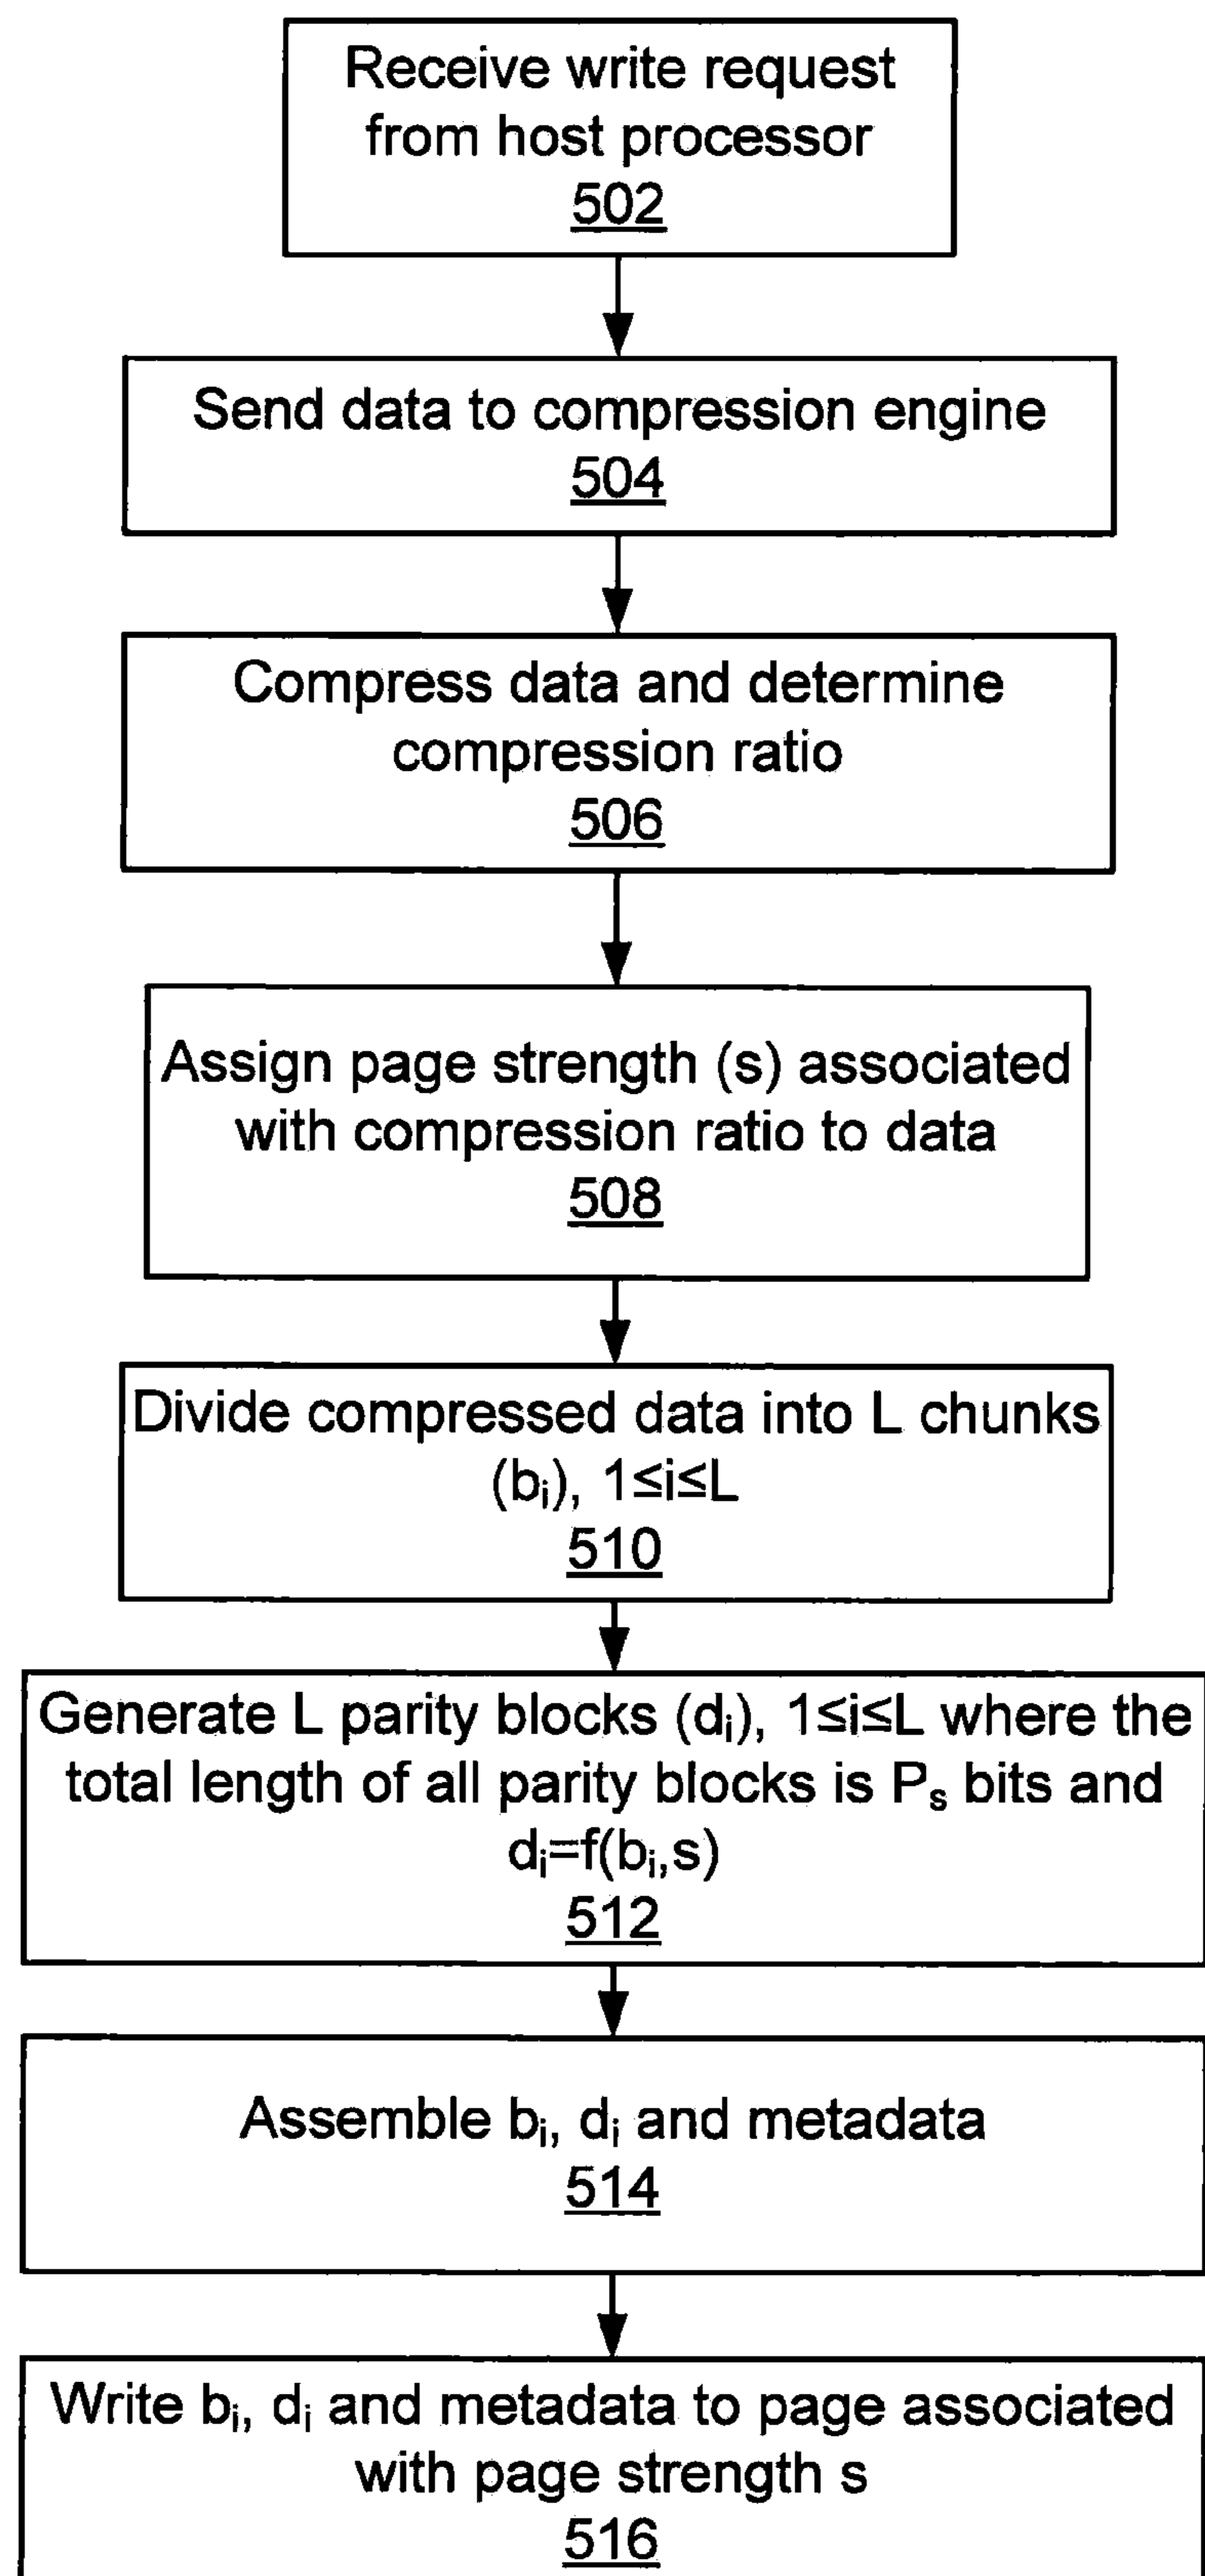 Receive write request
from host processor
502
Send data to compression engine
504
Compress data and determine
compression ratio
506
Assign page strength (s) associated
with compression ratio to data
508
Divide compressed data into L chunks
(bᵢ), 1≤i≤L
510
Generate L parity blocks (dᵢ), 1≤i≤L where the
total length of all parity blocks is Pₛ bits and
dᵢ=f(bᵢ,s)
512
Assemble bᵢ, dᵢ and metadata
514
Write bᵢ, dᵢ and metadata to page associated
with page strength s
516